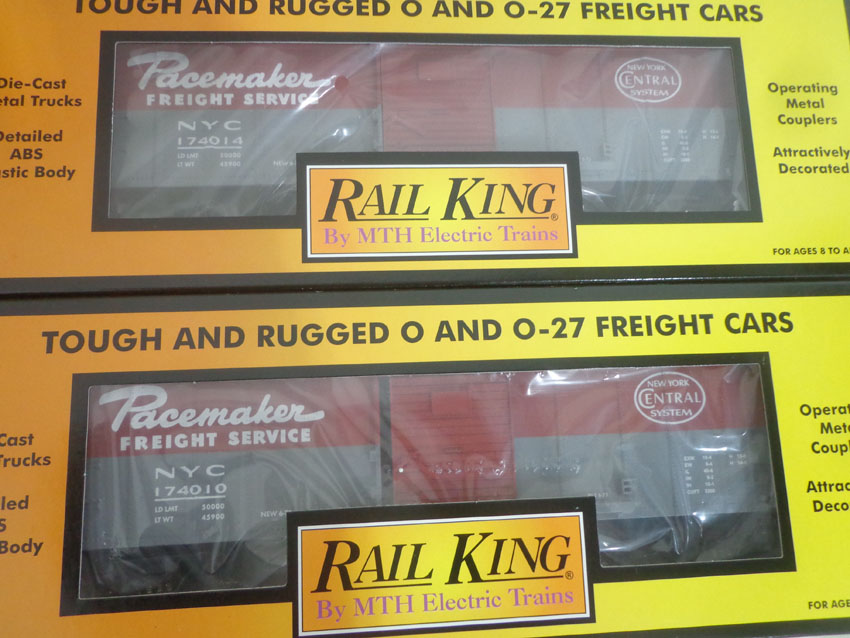 TOUGH AND RUGGED O AND O-27 FREIGHT CARS
Die-Cast
etal Trucks
Detailed
ABS
astic Body
Pacemaker
FREIGHT SERVICE
NYC
174014
LD LMT 50000
LT WT 45900
NEW YORK
CENTRAL
SYSTEM
Operating
Metal
Couplers
Attractively
Decorated
RAIL KING®
By MTH Electric Trains
FOR AGES 8 TO A
TOUGH AND RUGGED O AND O-27 FREIGHT CARS
Cast
Trucks
led
S
Body
Pacemaker
FREIGHT SERVICE
NYC
174010
LD LMT 50000
LT WT 45900
NEW YORK
CENTRAL
SYSTEM
Operat
Meta
Coupl
Attrac
Deco
RAIL KING®
By MTH Electric Trains
FOR AGE